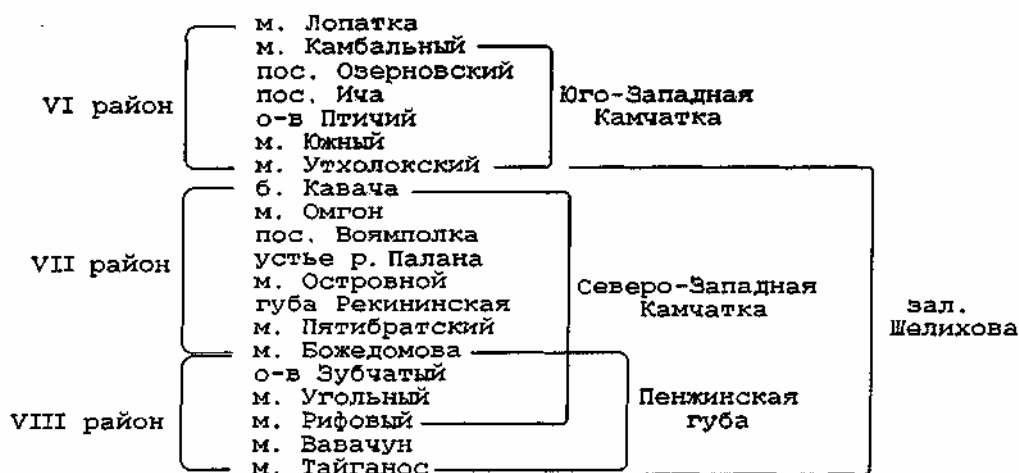 м. Лопатка
м. Камбальный
пос. Озерновский
пос. Ича
о-в Птичий
м. Южный
м. Утхолокский
VI район
Юго-Западная
Камчатка
б. Кавача
м. Омгон
пос. Воямполка
устье р. Палана
м. Островной
губа Рекининская
м. Пятибратский
м. Божедомова
VII район
Северо-Западная
Камчатка
зал.
Шелихова
о-в Зубчатый
м. Угольный
м. Рифовый
м. Вавачун
м. Тайганос
VIII район
Пенжинская
губа